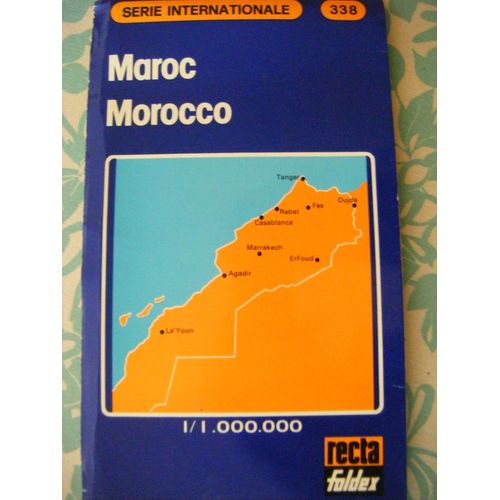 SERIE INTERNATIONALE 338
Maroc
Morocco
Tanger
Oujda
Fès
Rabat
Casablanca
Marrakech
ErFoud
Agadir
La'Youn
1/1.000.000
recta
foldex